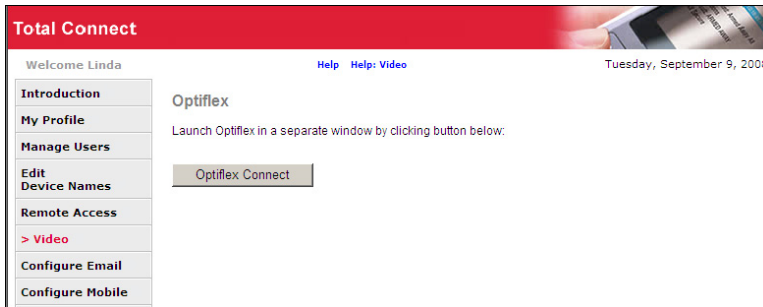 Total Connect
Welcome Linda
Help Help: Video
Tuesday, September 9, 200
Introduction
My Profile
Manage Users
Edit
Device Names
Remote Access
> Video
Configure Email
Configure Mobile
Optiflex
Launch Optiflex in a separate window by clicking button below:
Optiflex Connect